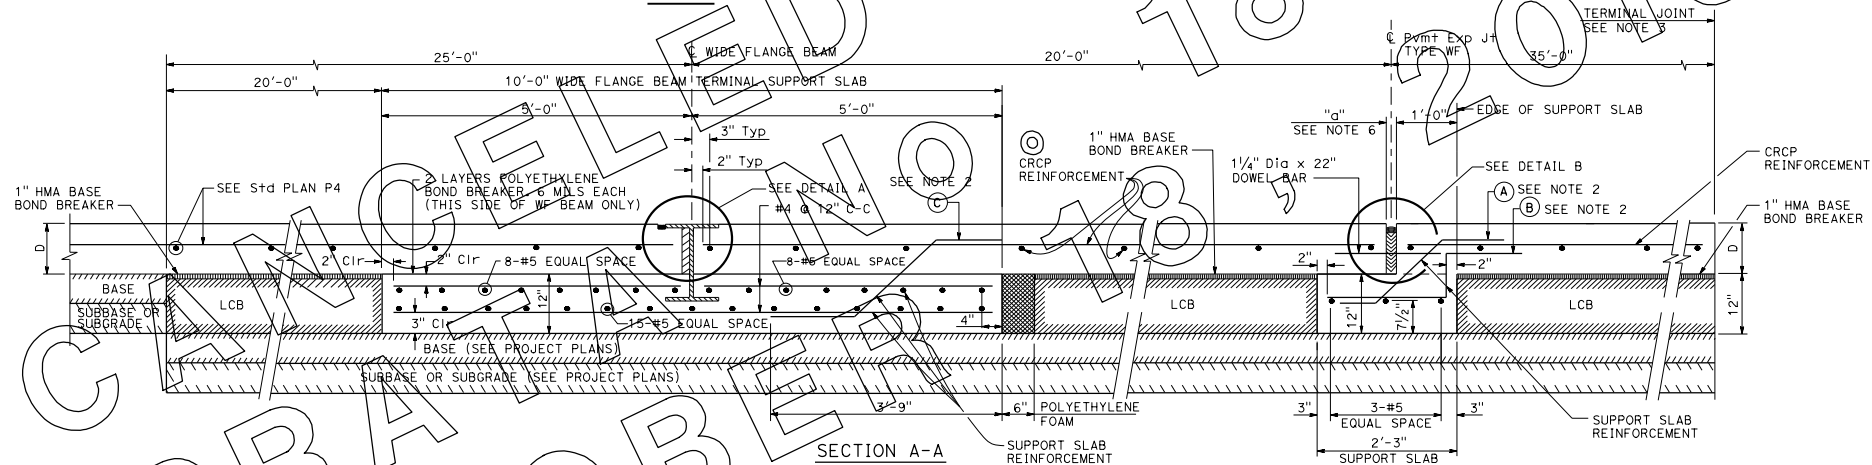 TERMINAL JOINT
SEE NOTE 3
℄ WIDE FLANGE BEAM
℄ Pvmt Exp Jt
TYPE WF
25'-0"
20'-0"
35'-0"
20'-0"
10'-0" WIDE FLANGE BEAM TERMINAL SUPPORT SLAB
5'-0"
5'-0"
"a"
SEE NOTE 6
1'-0"
EDGE OF SUPPORT SLAB
3" Typ
2" Typ
1" HMA BASE
BOND BREAKER
SEE Std PLAN P4
2 LAYERS POLYETHYLENE
BOND BREAKER, 6 MILS EACH
(THIS SIDE OF WF BEAM ONLY)
SEE DETAIL A
#4 @ 12" C-C
SEE NOTE 2
C
CRCP
REINFORCEMENT
1" HMA BASE
BOND BREAKER
1¼" Dia x 22"
DOWEL BAR
SEE DETAIL B
A SEE NOTE 2
B SEE NOTE 2
CRCP
REINFORCEMENT
1" HMA BASE
BOND BREAKER
D
2" Clr
2" Clr
8-#5 EQUAL SPACE
8-#5 EQUAL SPACE
2"
2"
D
BASE
SUBBASE OR
SUBGRADE
LCB
12"
3" Clr
15-#5 EQUAL SPACE
4"
LCB
12"
7½"
LCB
12"
BASE (SEE PROJECT PLANS)
SUBBASE OR SUBGRADE (SEE PROJECT PLANS)
3'-9"
6"
POLYETHYLENE
FOAM
3"
3-#5
EQUAL SPACE
3"
SUPPORT SLAB
REINFORCEMENT
2'-3"
SUPPORT SLAB
SUPPORT SLAB
REINFORCEMENT
SECTION A-A
CANCELED
NO
18, 201